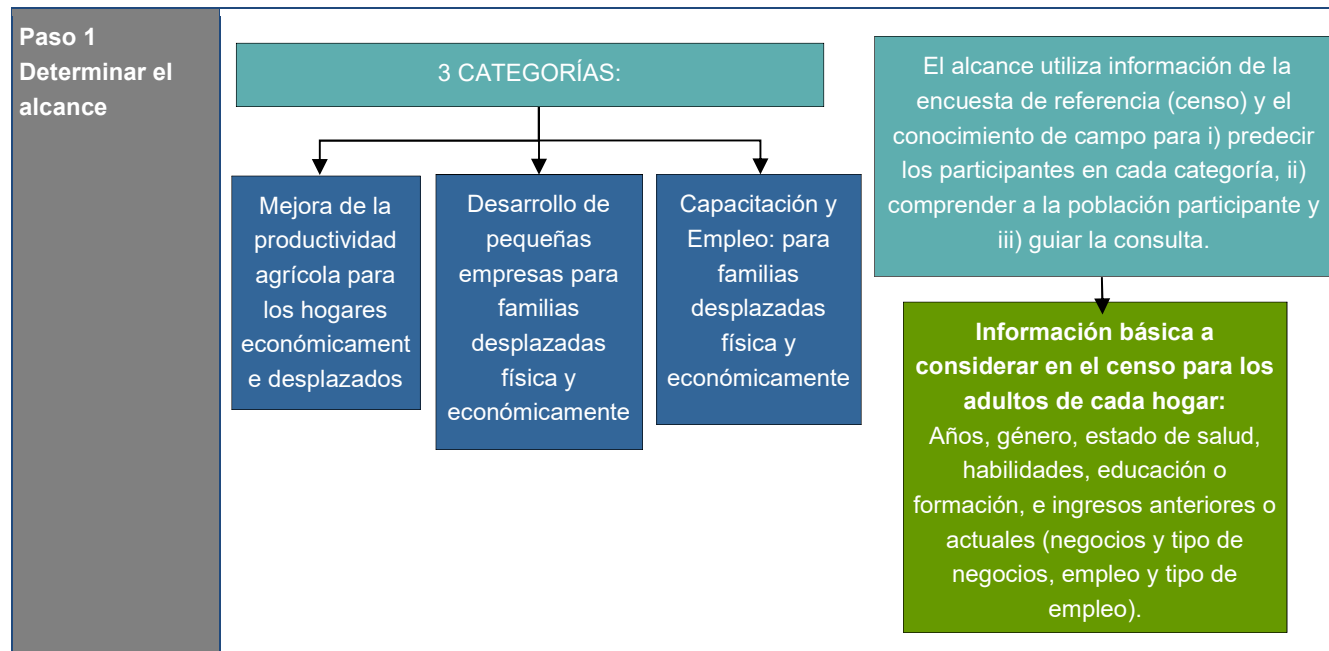 Paso 1
Determinar el
alcance
3 CATEGORÍAS:
Mejora de la
productividad
agrícola para
los hogares
económicament
e desplazados
Desarrollo de
pequeñas
empresas para
familias
desplazadas
física y
económicamente
Capacitación y
Empleo: para
familias
desplazadas
física y
económicamente
El alcance utiliza información de la
encuesta de referencia (censo) y el
conocimiento de campo para i) predecir
los participantes en cada categoría, ii)
comprender a la población participante y
iii) guiar la consulta.
Información básica a
considerar en el censo para los
adultos de cada hogar:
Años, género, estado de salud,
habilidades, educación o
formación, e ingresos anteriores o
actuales (negocios y tipo de
negocios, empleo y tipo de
empleo).